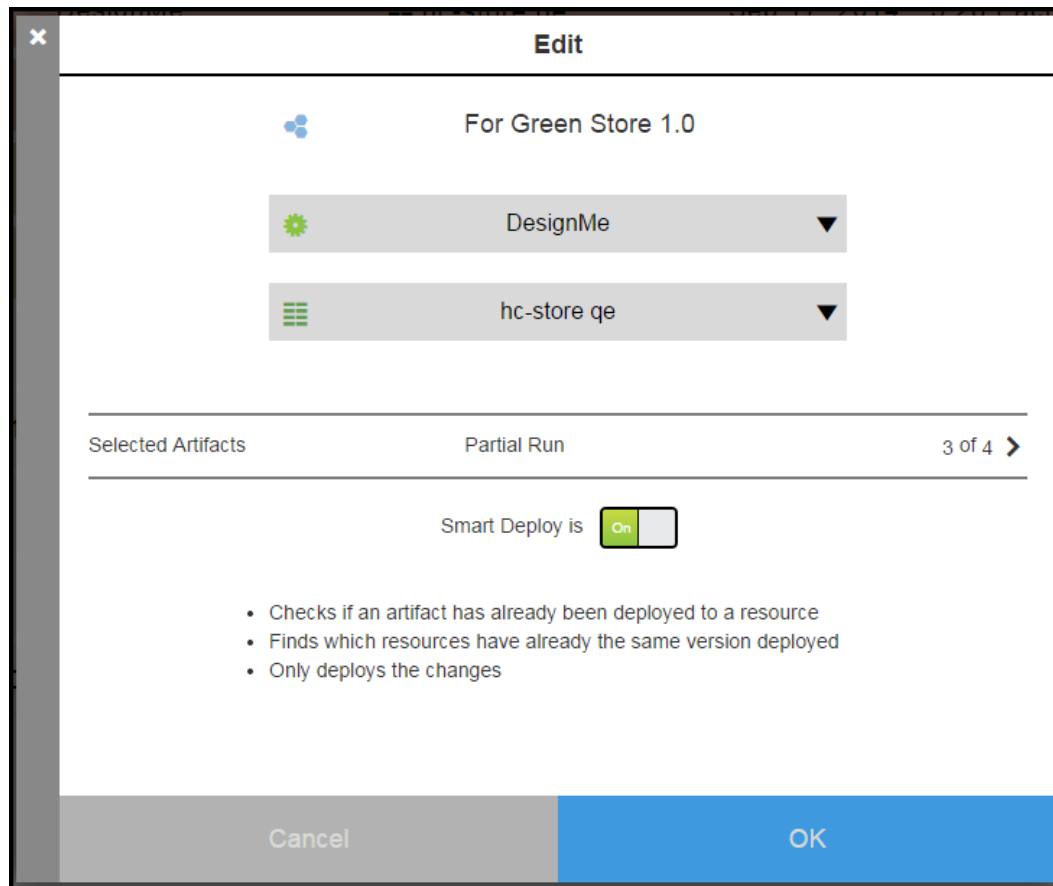 Edit
For Green Store 1.0
DesignMe
hc-store qe
Selected Artifacts Partial Run 3 of 4
Smart Deploy is On
Checks if an artifact has already been deployed to a resource
Finds which resources have already the same version deployed
Only deploys the changes
Cancel OK